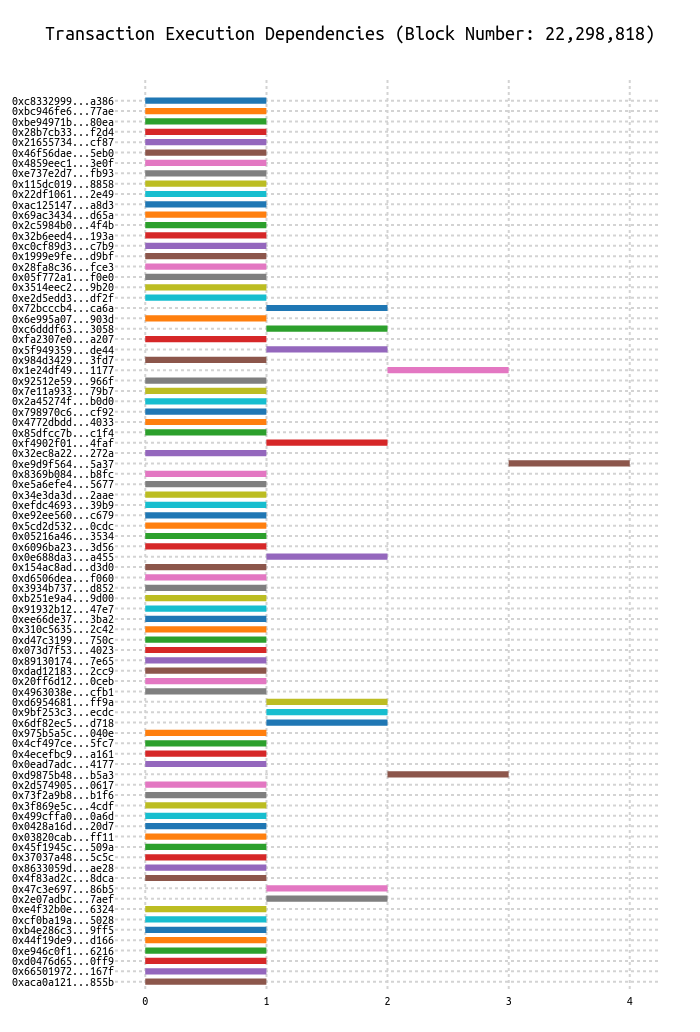 Transaction Execution Dependencies (Block Number: 22,298,818)
0xc8332999...a386
0xbc946fe6...77ae
0xbe94971b...80ea
0x28b7cb33...f2d4
0x21655734...cf87
0x46f56dae...5eb0
0x4859eec1...3e0f
0xe737e2d7...fb93
0x115dc019...8858
0x22df1061...2e49
0xac125147...a8d3
0x69ac3434...d65a
0x2c5984b0...4f4b
0x32b6eed4...193a
0xc0cf89d3...c7b9
0x1999e9fe...d9bf
0x28fa8c36...fce3
0x05f772a1...f0e0
0x3514eec2...9b20
0xe2d5edd3...df2f
0x72bcccb4...ca6a
0x6e995a07...903d
0xc6dddf63...3058
0xfa2307e0...a207
0x5f949359...de44
0x984d3429...3fd7
0x1e24df49...1177
0x92512e59...966f
0x7e11a933...79b7
0x2a45274f...b0d0
0x798970c6...cf92
0x4772dbdd...4033
0x85dfcc7b...c1f4
0xf4902f01...4faf
0x32ec8a22...272a
0xe9d9f564...5a37
0x8369b084...b8fc
0xe5a6efe4...5677
0x34e3da3d...2aae
0xefdc4693...39b9
0xe92ee560...c679
0x5cd2d532...0cdc
0x05216a46...3534
0x6096ba23...3d56
0x0e688da3...a455
0x154ac8ad...d3d0
0xd6506dea...f060
0x3934b737...d852
0xb251e9a4...9d00
0x91932b12...47e7
0xee66de37...3ba2
0x310c5635...2c42
0xd47c3199...750c
0x073d7f53...4023
0x89130174...7e65
0xdad12183...2cc9
0x20ff6d12...0ceb
0x4963038e...cfb1
0xd6954681...ff9a
0x9bf253c3...ecdc
0x6df82ec5...d718
0x975b5a5c...040e
0x4cf497ce...5fc7
0x4ecefbc9...a161
0x0ead7adc...4177
0xd9875b48...b5a3
0x2d574905...0617
0x73f2a9b8...b1f6
0x3f869e5c...4cdf
0x499cffa0...0a6d
0x0428a16d...20d7
0x03820cab...ff11
0x45f1945c...509a
0x37037a48...5c5c
0x8633059d...ae28
0x4f83ad2c...8dca
0x47c3e697...86b5
0x2e07adbc...7aef
0xe4f32b0e...6324
0xcf0ba19a...5028
0xb4e286c3...9ff5
0x44f19de9...d166
0xe946c0f1...6216
0xd0476d65...0ff9
0x66501972...167f
0xaca0a121...855b
0 1 2 3 4